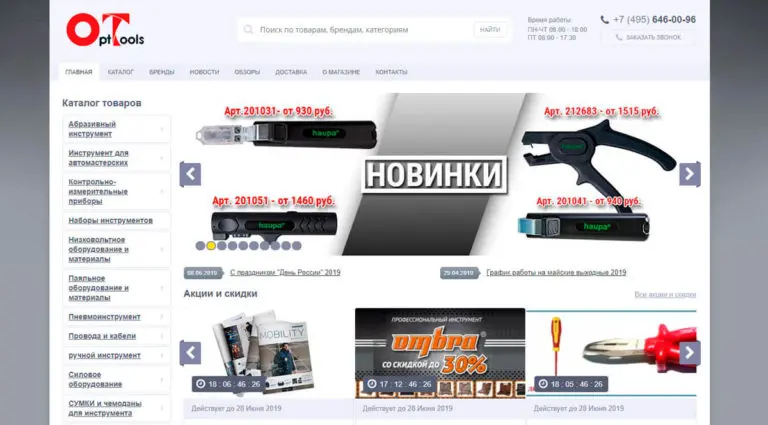 OptTools
Поиск по товарам, брендам, категориям
НАЙТИ
Время работы:
ПН-ЧТ 08.00 - 18:00
ПТ 08:00 - 17:30
+7 (495) 646-00-96
ЗАКАЗАТЬ ЗВОНОК
ГЛАВНАЯ КАТАЛОГ БРЕНДЫ НОВОСТИ ОБЗОРЫ ДОСТАВКА О МАГАЗИНЕ КОНТАКТЫ
Каталог товаров
Абразивный
инструмент
Инструмент для
автомастерских
Контрольно-
измерительные
приборы
Наборы инструментов
Низковольтное
оборудование и
материалы
Паяльное
оборудование и
материалы
Пневмоинструмент
Провода и кабели
ручной инструмент
Силовое
оборудование
СУМКИ и чемоданы
для инструмента
Арт.201031- от 930 руб.
haupa
Арт. 201051 - от 1460 руб.
haupa
НОВИНКИ
Арт. 212683 - от 1515 руб.
haupa
Арт. 201041 - от 940 руб.
haupa
08.06.2019 С праздником "День России" 2019
29.04.2019 График работы на майские выходные 2019
Акции и скидки
Все акции и скидки
MOBILITY
18 : 06 : 46 : 26
Действует до 28 Июня 2019
ПРОФЕССИОНАЛЬНЫЙ ИНСТРУМЕНТ
ombra
СО СКИДКОЙ ДО 30%
17 : 12 : 46 : 26
Действует до 28 Июня 2019
18 : 05 : 46 : 26
Действует до 28 Июня 2019